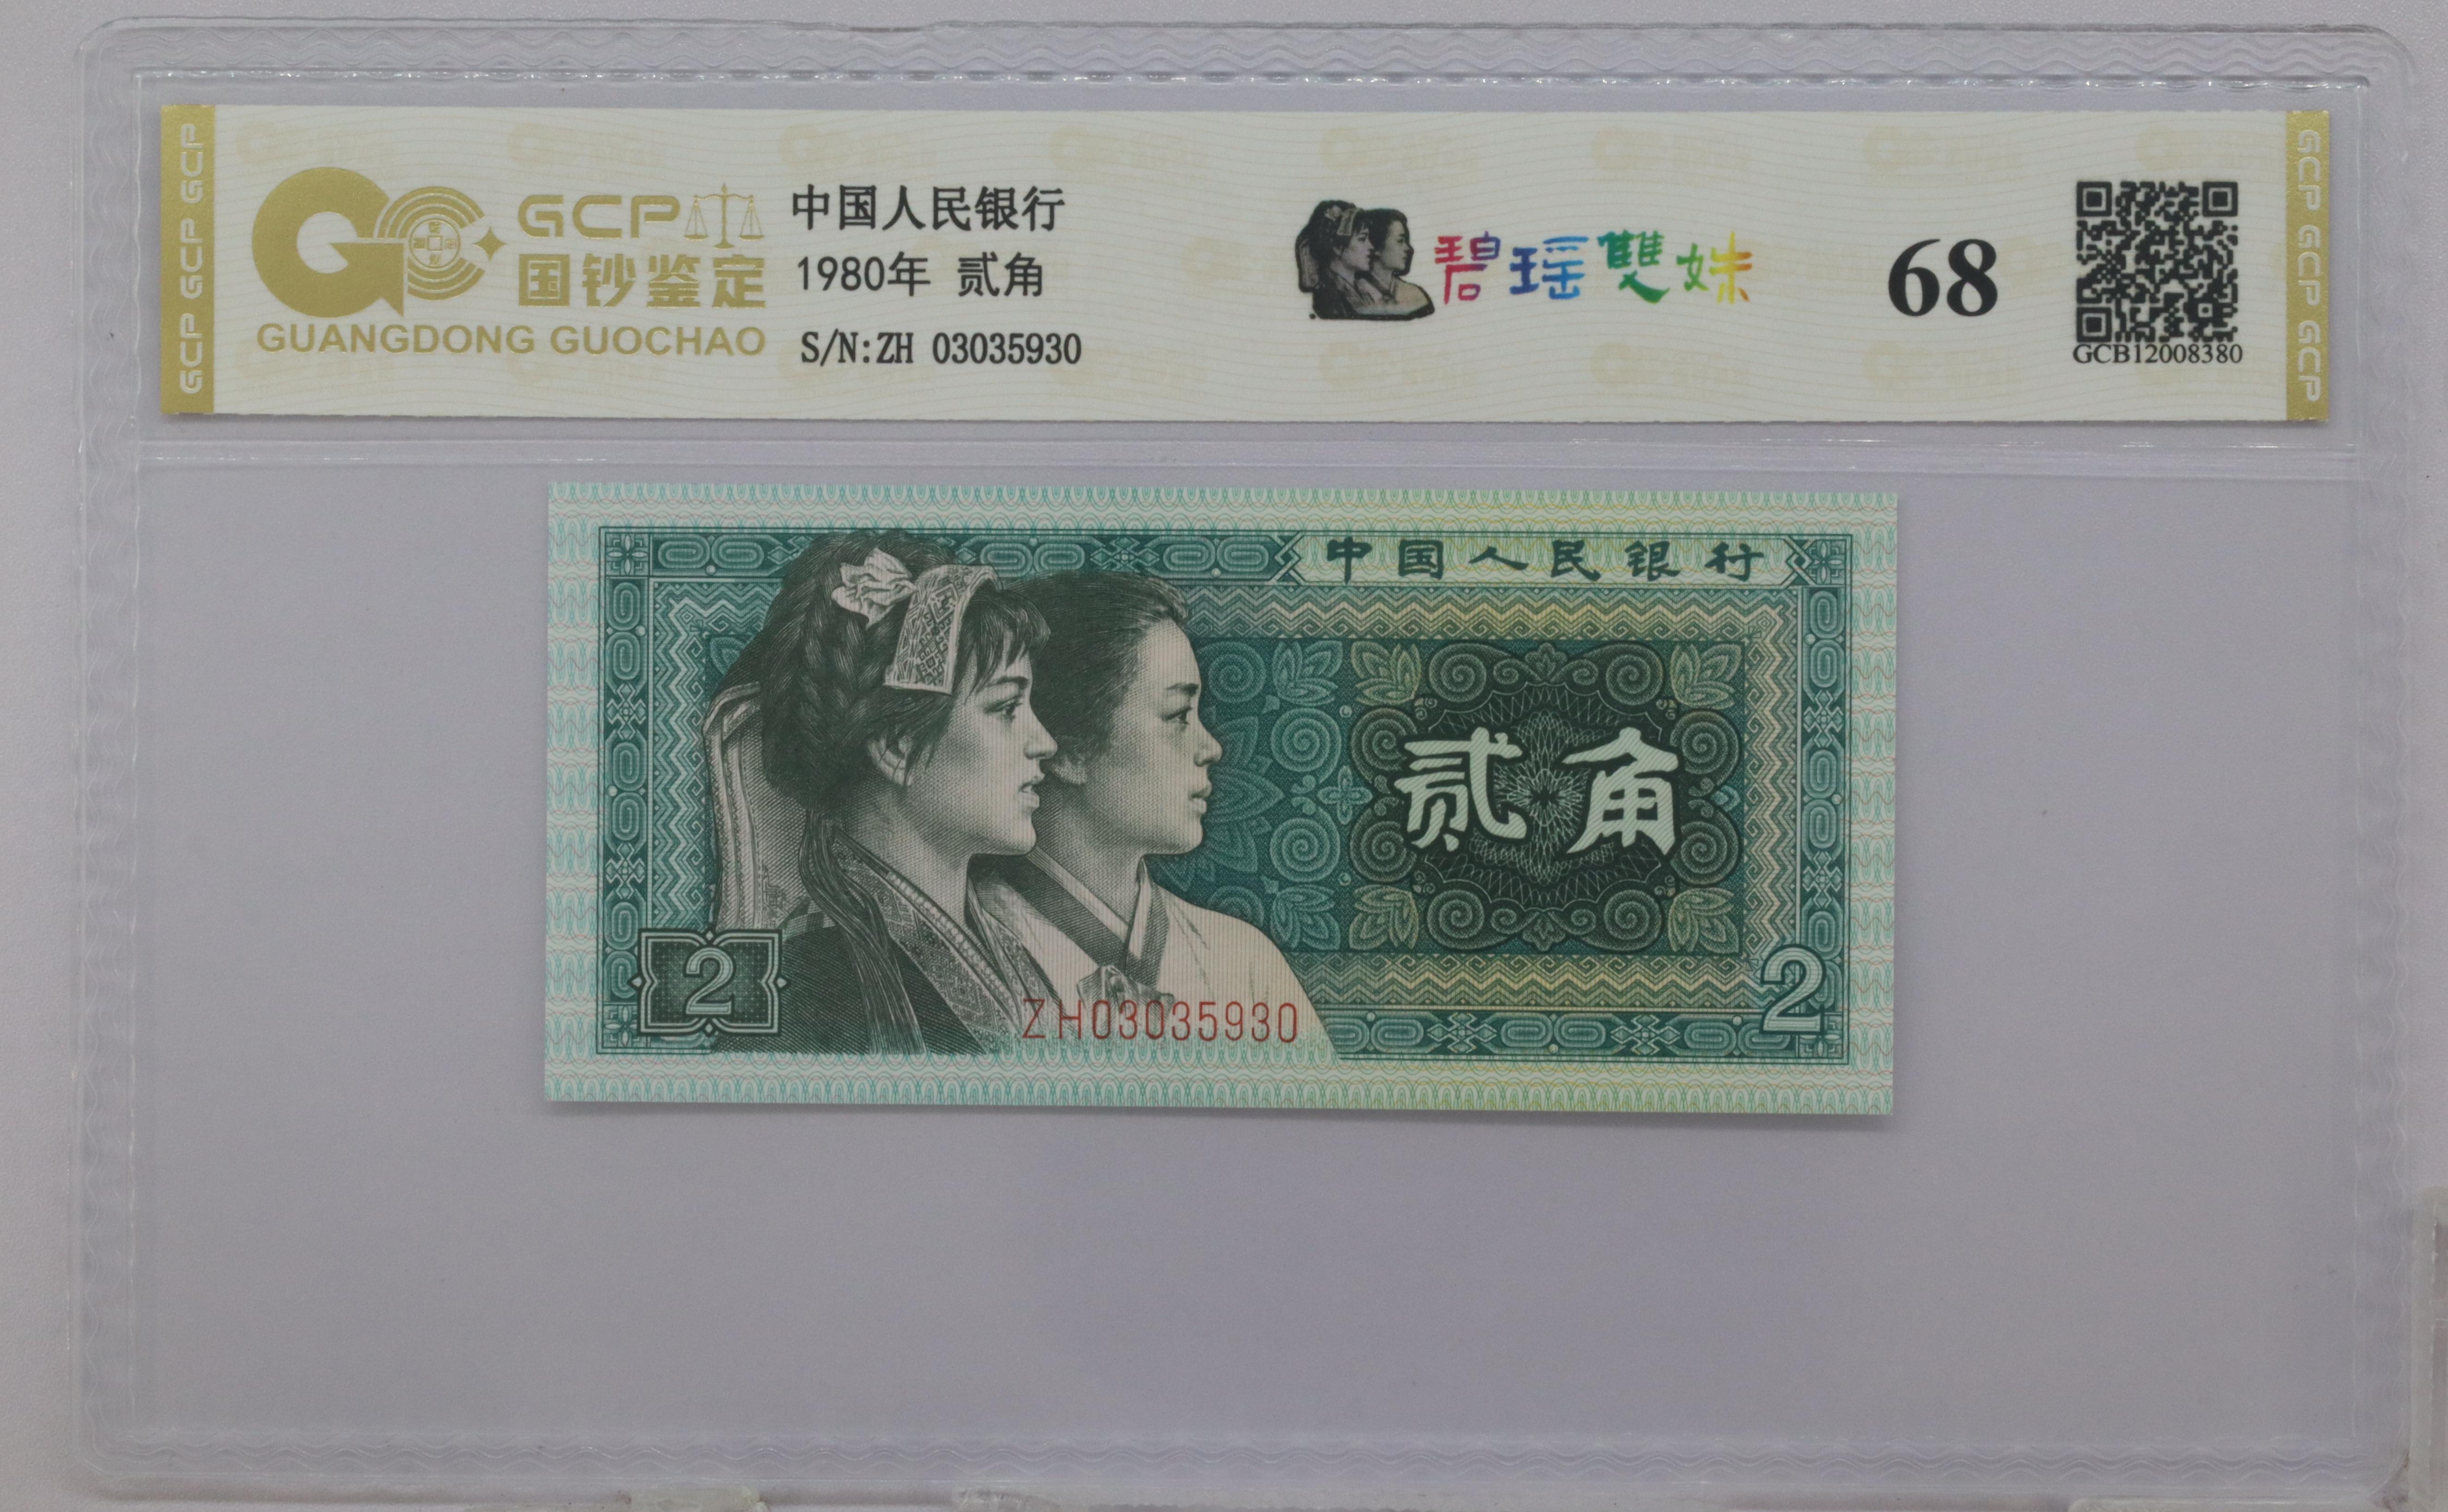 GCP GCP GCP
GCP
国钞鉴定
GUANGDONG GUOCHAO
中国人民银行
1980年 贰角
S/N:ZH 03035930
碧瑶雙姝
68
GCB12008380
GCP GCP GCP
中国人民银行
贰角
2
ZH03035930
2